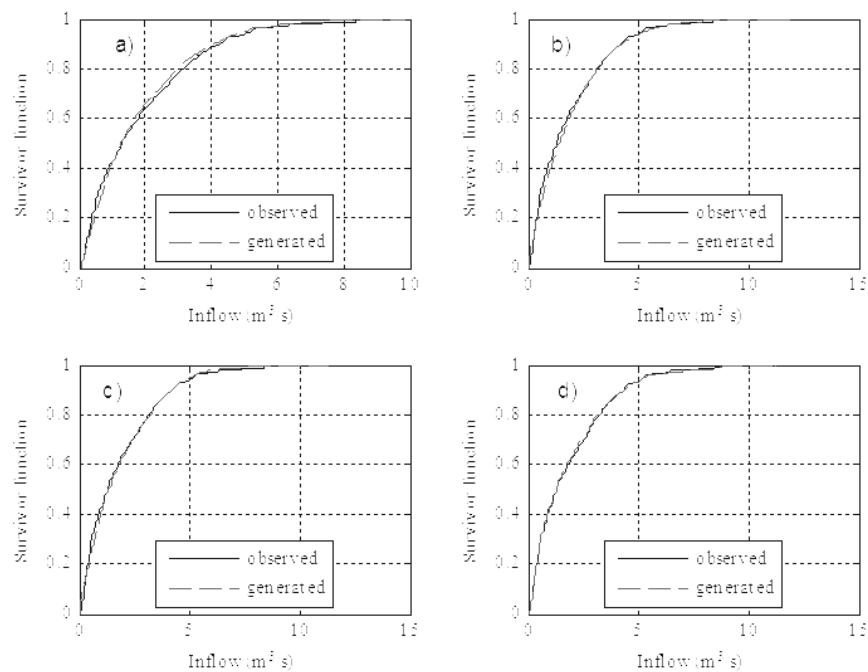 a)
Survivor function
1
0.8
0.6
0.4
0.2
0
observed
generated
0 2 4 6 8 10
Inflow (m³ s)
b)
Survivor function
1
0.8
0.6
0.4
0.2
0
observed
generated
0 5 10 15
Inflow (m³ s)
c)
Survivor function
1
0.8
0.6
0.4
0.2
0
observed
generated
0 5 10 15
Inflow (m³ s)
d)
Survivor function
1
0.8
0.6
0.4
0.2
0
observed
generated
0 5 10 15
Inflow (m³ s)